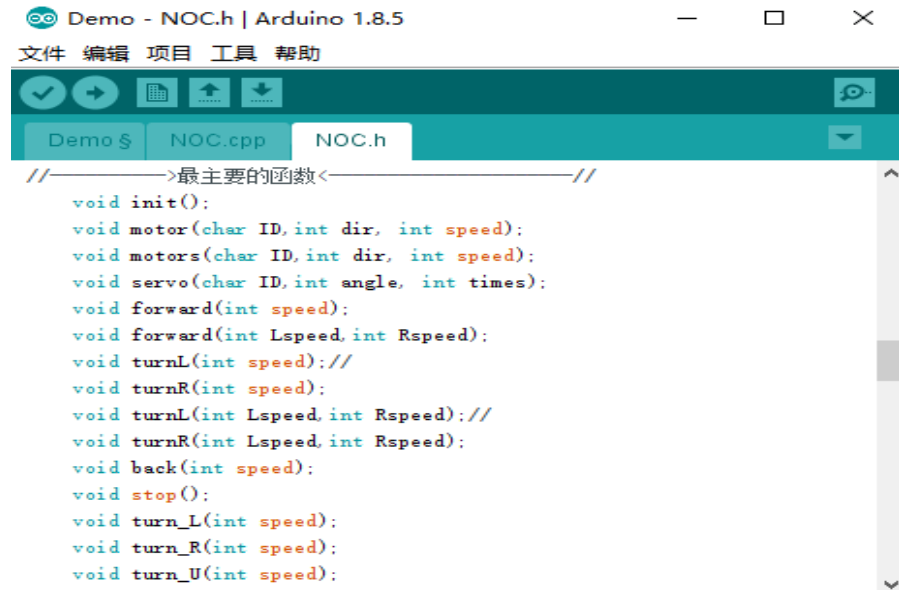 Demo - NOC.h | Arduino 1.8.5
文件 编辑 项目 工具 帮助
Demo § NOC.cpp NOC.h
//——————>最主要的函数<————————————//
void init();
void motor(char ID,int dir, int speed);
void motors(char ID,int dir, int speed);
void servo(char ID,int angle, int times);
void forward(int speed);
void forward(int Lspeed,int Rspeed);
void turnL(int speed);//
void turnR(int speed);
void turnL(int Lspeed,int Rspeed);//
void turnR(int Lspeed,int Rspeed);
void back(int speed);
void stop();
void turn_L(int speed);
void turn_R(int speed);
void turn_U(int speed);